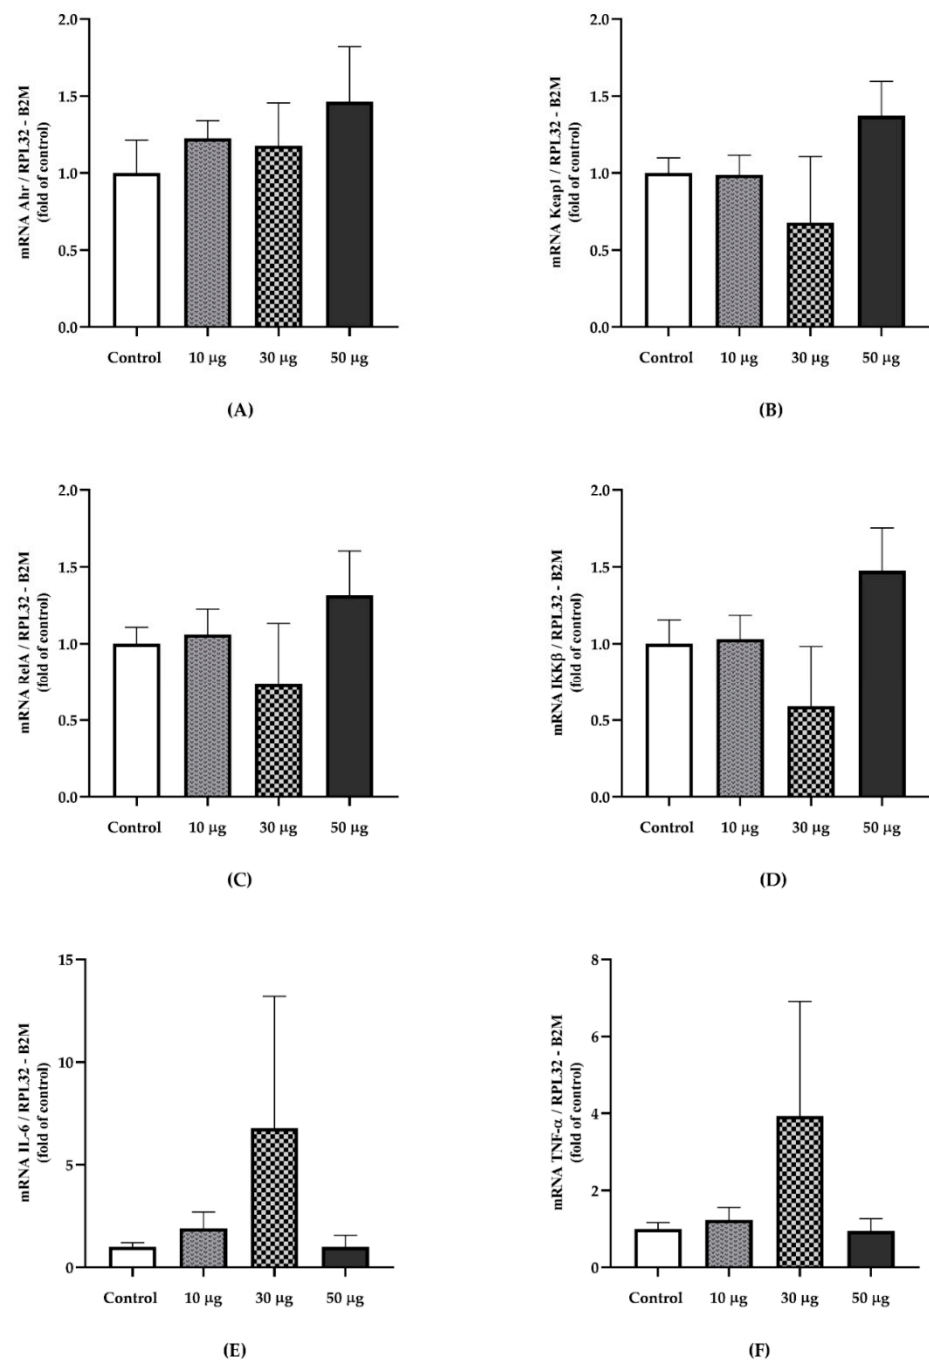 mRNA Ahr / RPL32 - B2M
(fold of control)
2.0
1.5
1.0
0.5
0.0
Control 10 μg 30 μg 50 μg
(A)
mRNA Keap1 / RPL32 - B2M
(fold of control)
2.0
1.5
1.0
0.5
0.0
Control 10 μg 30 μg 50 μg
(B)
mRNA RelA / RPL32 - B2M
(fold of control)
2.0
1.5
1.0
0.5
0.0
Control 10 μg 30 μg 50 μg
(C)
mRNA IKKβ / RPL32 - B2M
(fold of control)
2.0
1.5
1.0
0.5
0.0
Control 10 μg 30 μg 50 μg
(D)
mRNA IL-6 / RPL32 - B2M
(fold of control)
15
10
5
0
Control 10 μg 30 μg 50 μg
(E)
mRNA TNF-α / RPL32 - B2M
(fold of control)
8
6
4
2
0
Control 10 μg 30 μg 50 μg
(F)